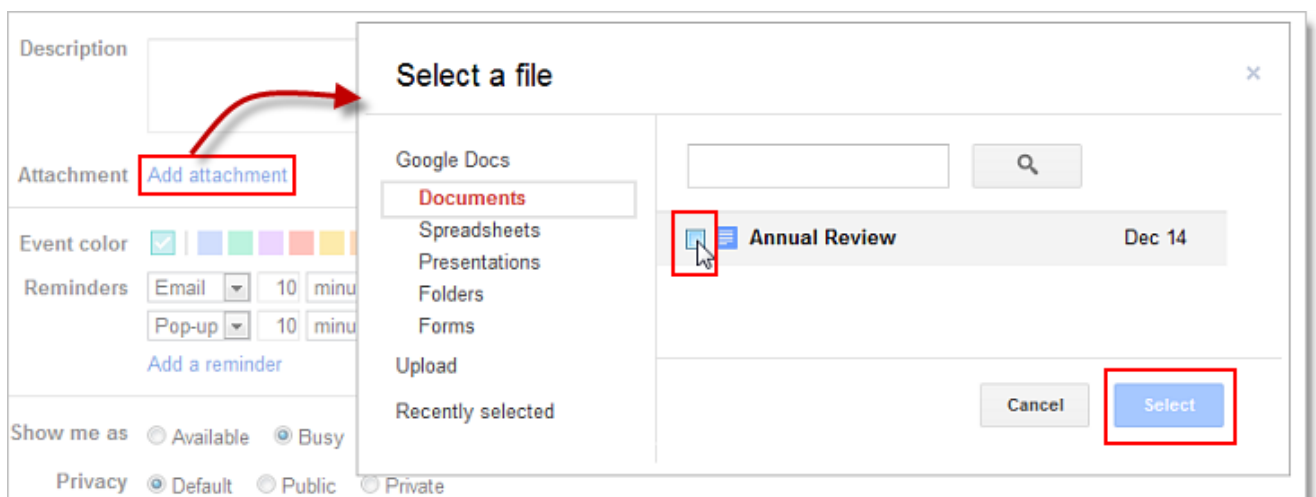 Description
Attachment Add attachment
Event color
Reminders Email 10 minu
Pop-up 10 minu
Add a reminder
Show me as Available Busy
Privacy Default Public Private
Select a file ×
Google Docs
Documents
Spreadsheets
Presentations
Folders
Forms
Upload
Recently selected
Annual Review Dec 14
Cancel Select